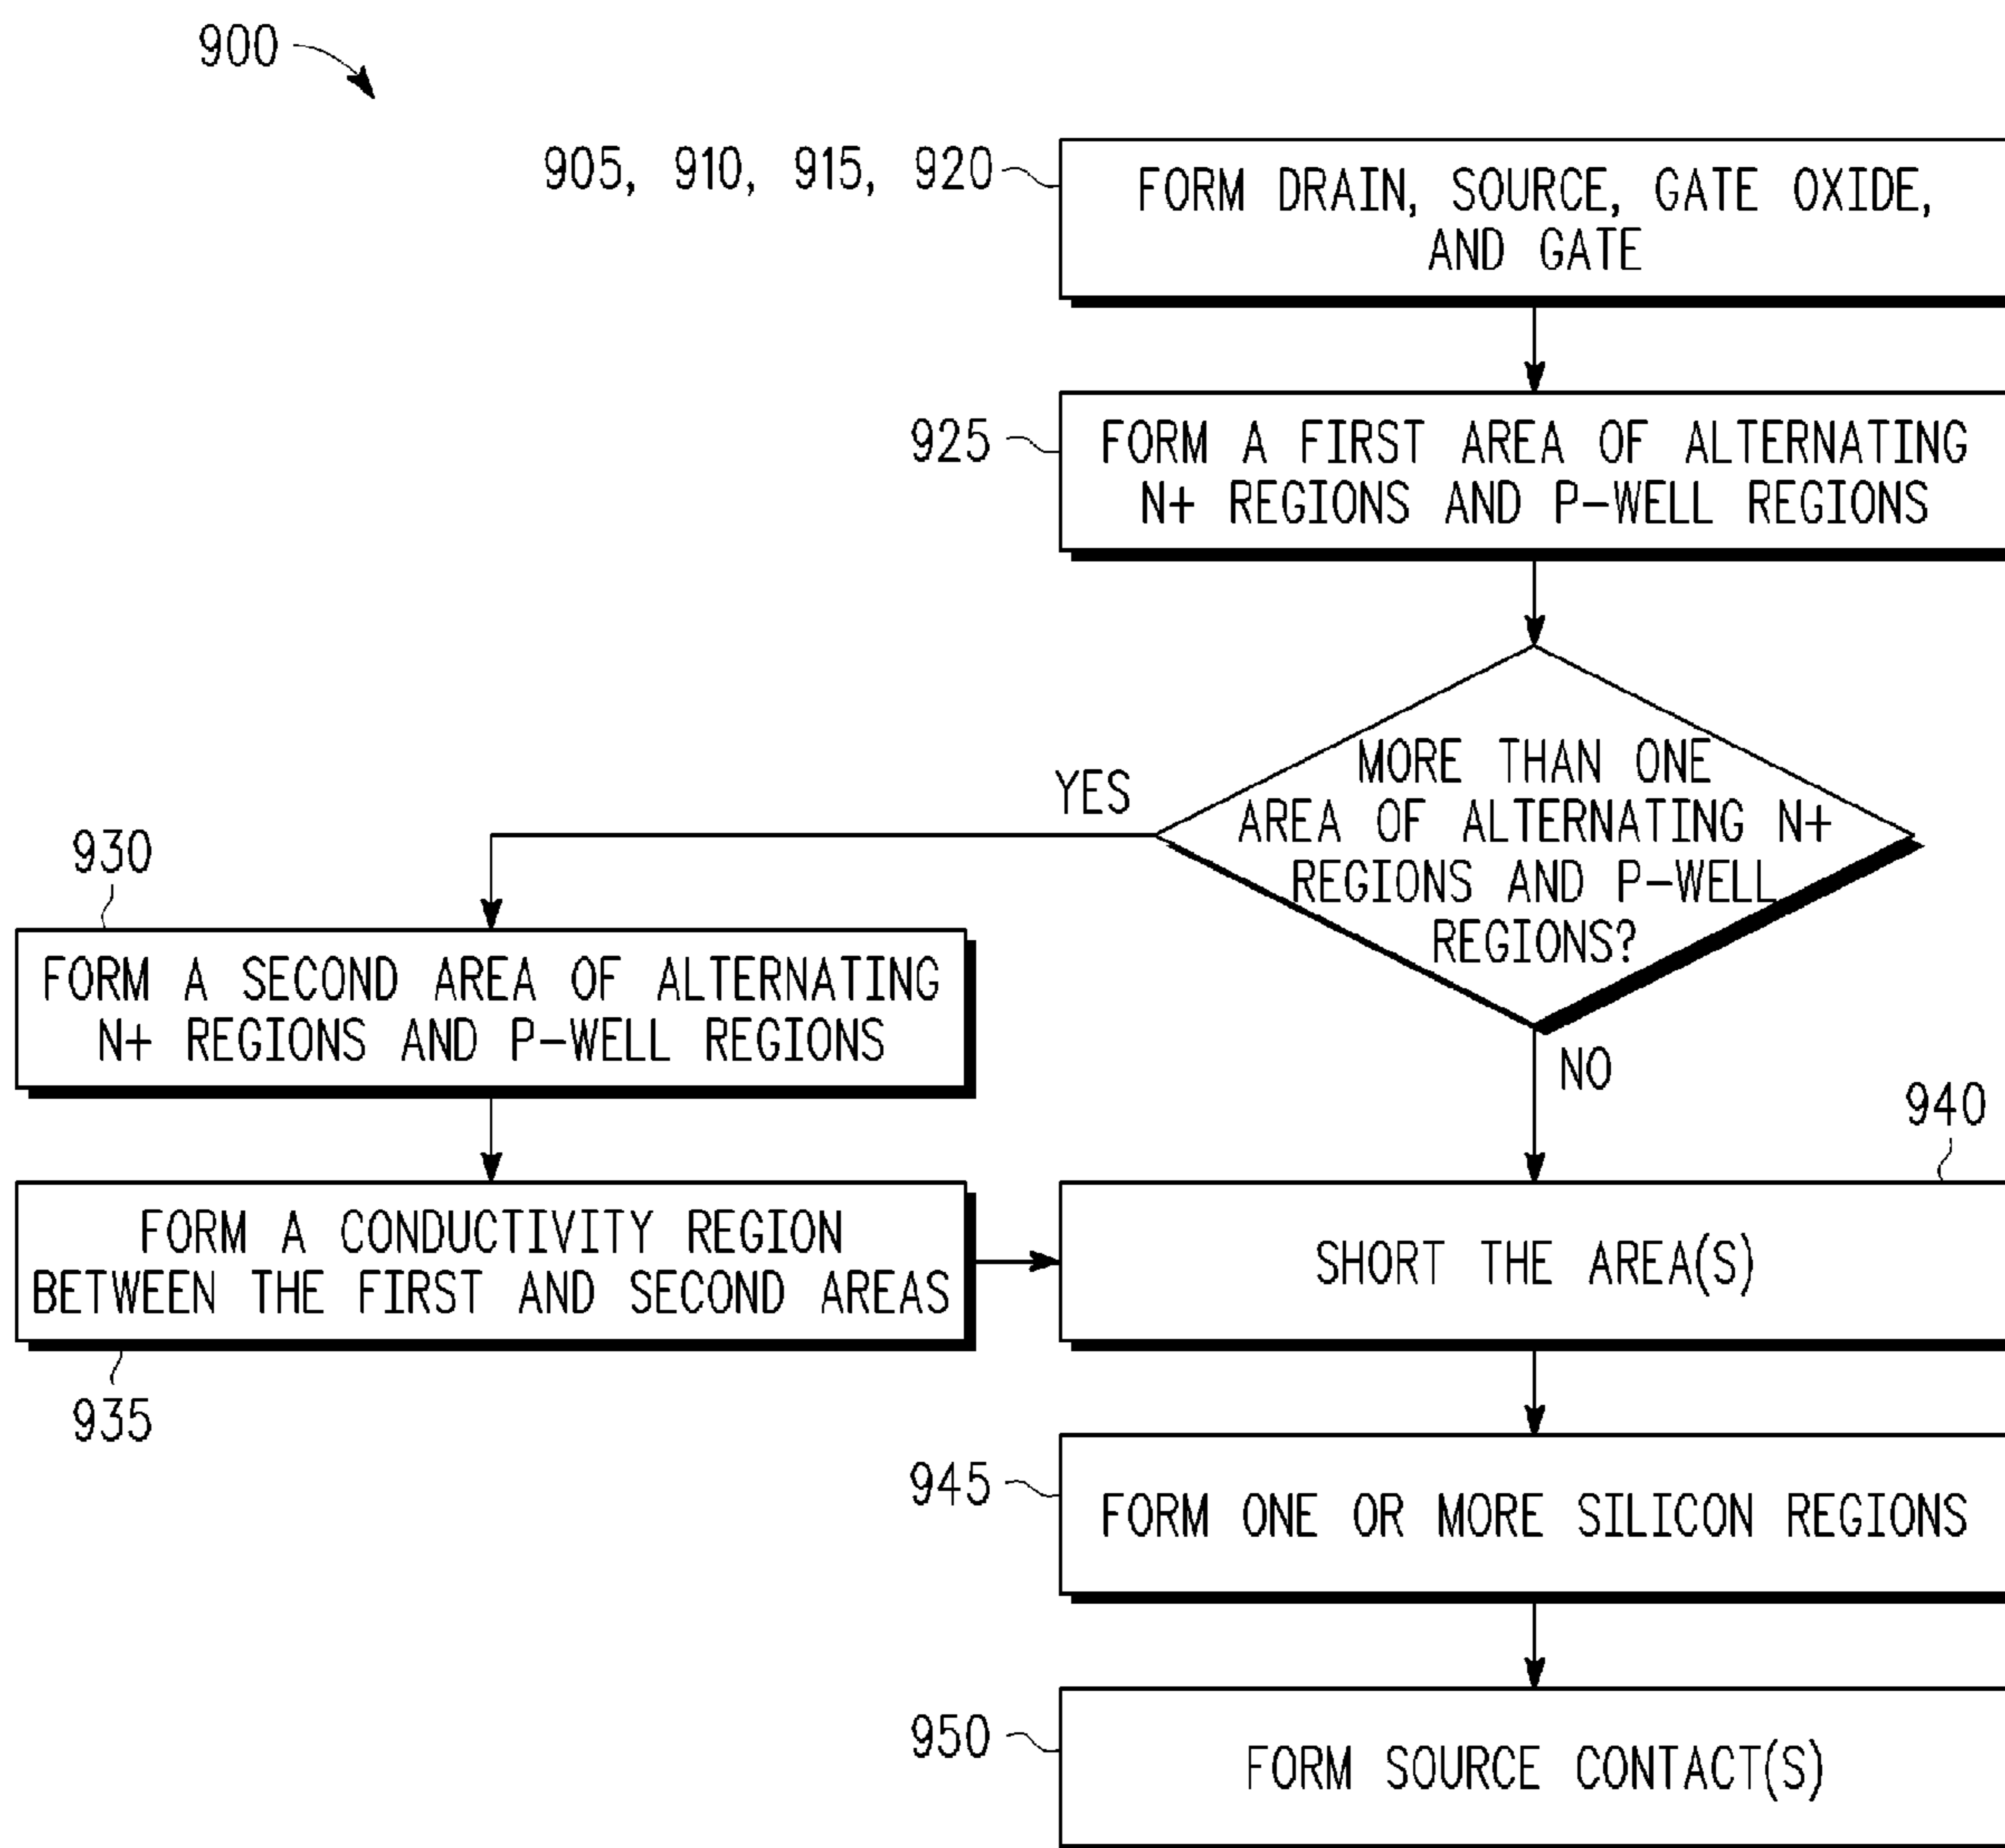 900
905, 910, 915, 920
FORM DRAIN, SOURCE, GATE OXIDE,
AND GATE
925
FORM A FIRST AREA OF ALTERNATING
N+ REGIONS AND P-WELL REGIONS
MORE THAN ONE
AREA OF ALTERNATING N+
REGIONS AND P-WELL
REGIONS?
YES
930
FORM A SECOND AREA OF ALTERNATING
N+ REGIONS AND P-WELL REGIONS
NO
940
FORM A CONDUCTIVITY REGION
BETWEEN THE FIRST AND SECOND AREAS
935
SHORT THE AREA(S)
945
FORM ONE OR MORE SILICON REGIONS
950
FORM SOURCE CONTACT(S)